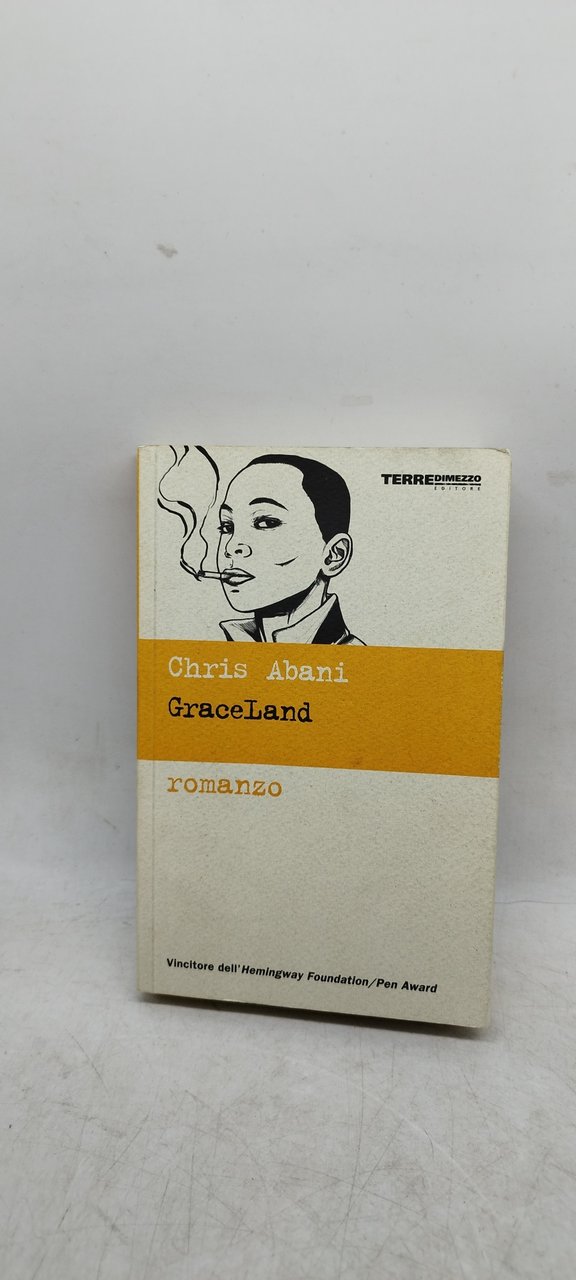 TERREDIMEZZO
EDITORE
Chris Abani
GraceLand
romanzo
Vincitore dell'Hemingway Foundation/Pen Award